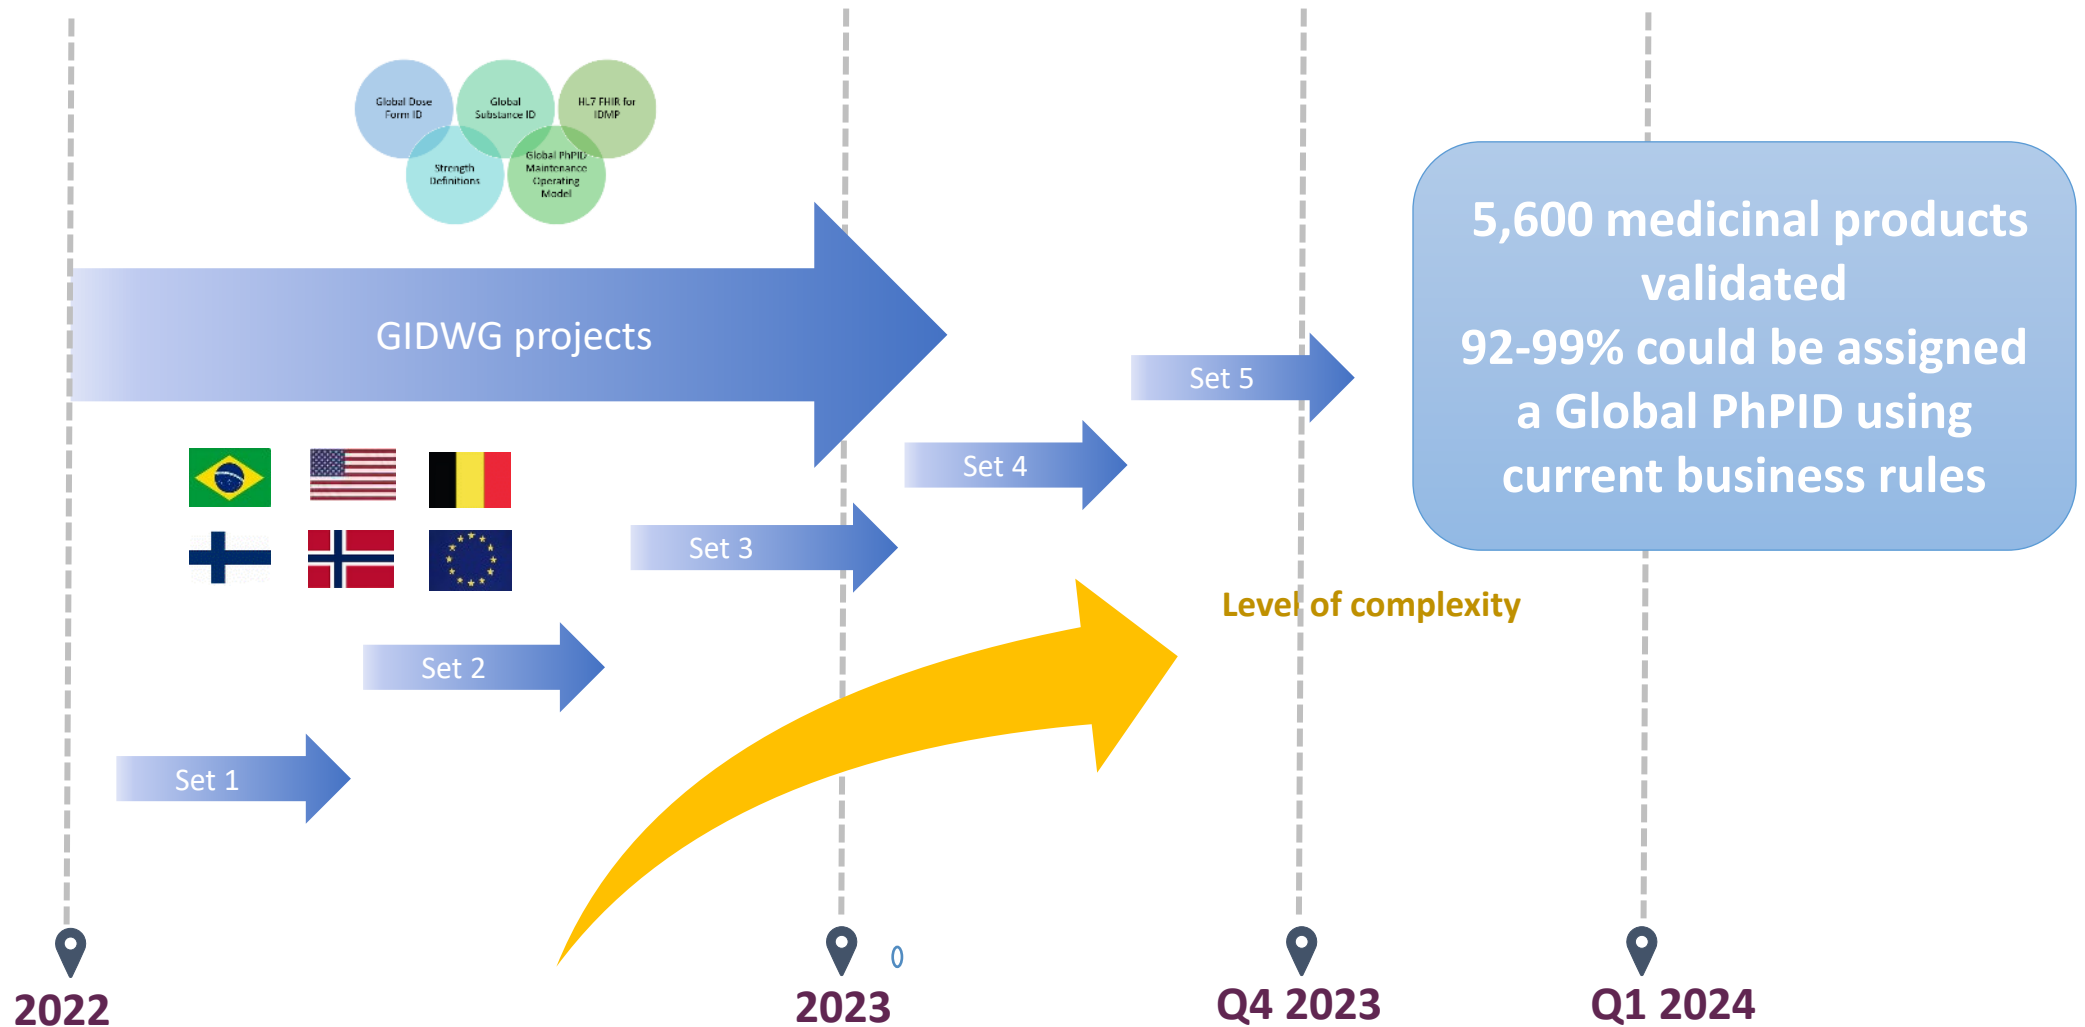 Global Dose
Form ID
Global
Substance ID
HL7 FHIR for
IDMP
Strength
Definitions
Global PhPID
Maintenance
Operating
Model
GIDWG projects
5,600 medicinal products
validated
92-99% could be assigned
a Global PhPID using
current business rules
Set 5
Set 4
Set 3
Level of complexity
Set 2
Set 1
2022
2023
Q4 2023
Q1 2024